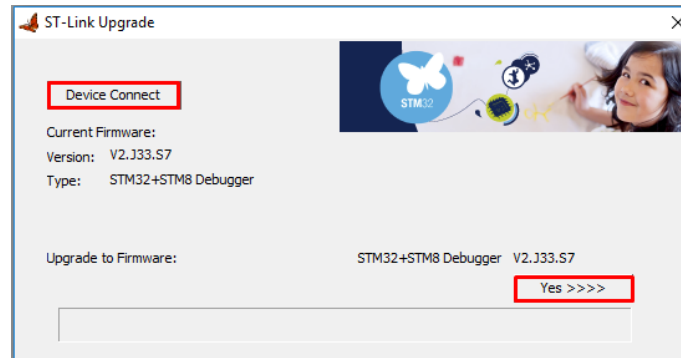 ST-Link Upgrade
STM32
Device Connect
Current Firmware:
Version: V2.J33.S7
Type: STM32+STM8 Debugger
Upgrade to Firmware: STM32+STM8 Debugger V2.J33.S7
Yes >>>>